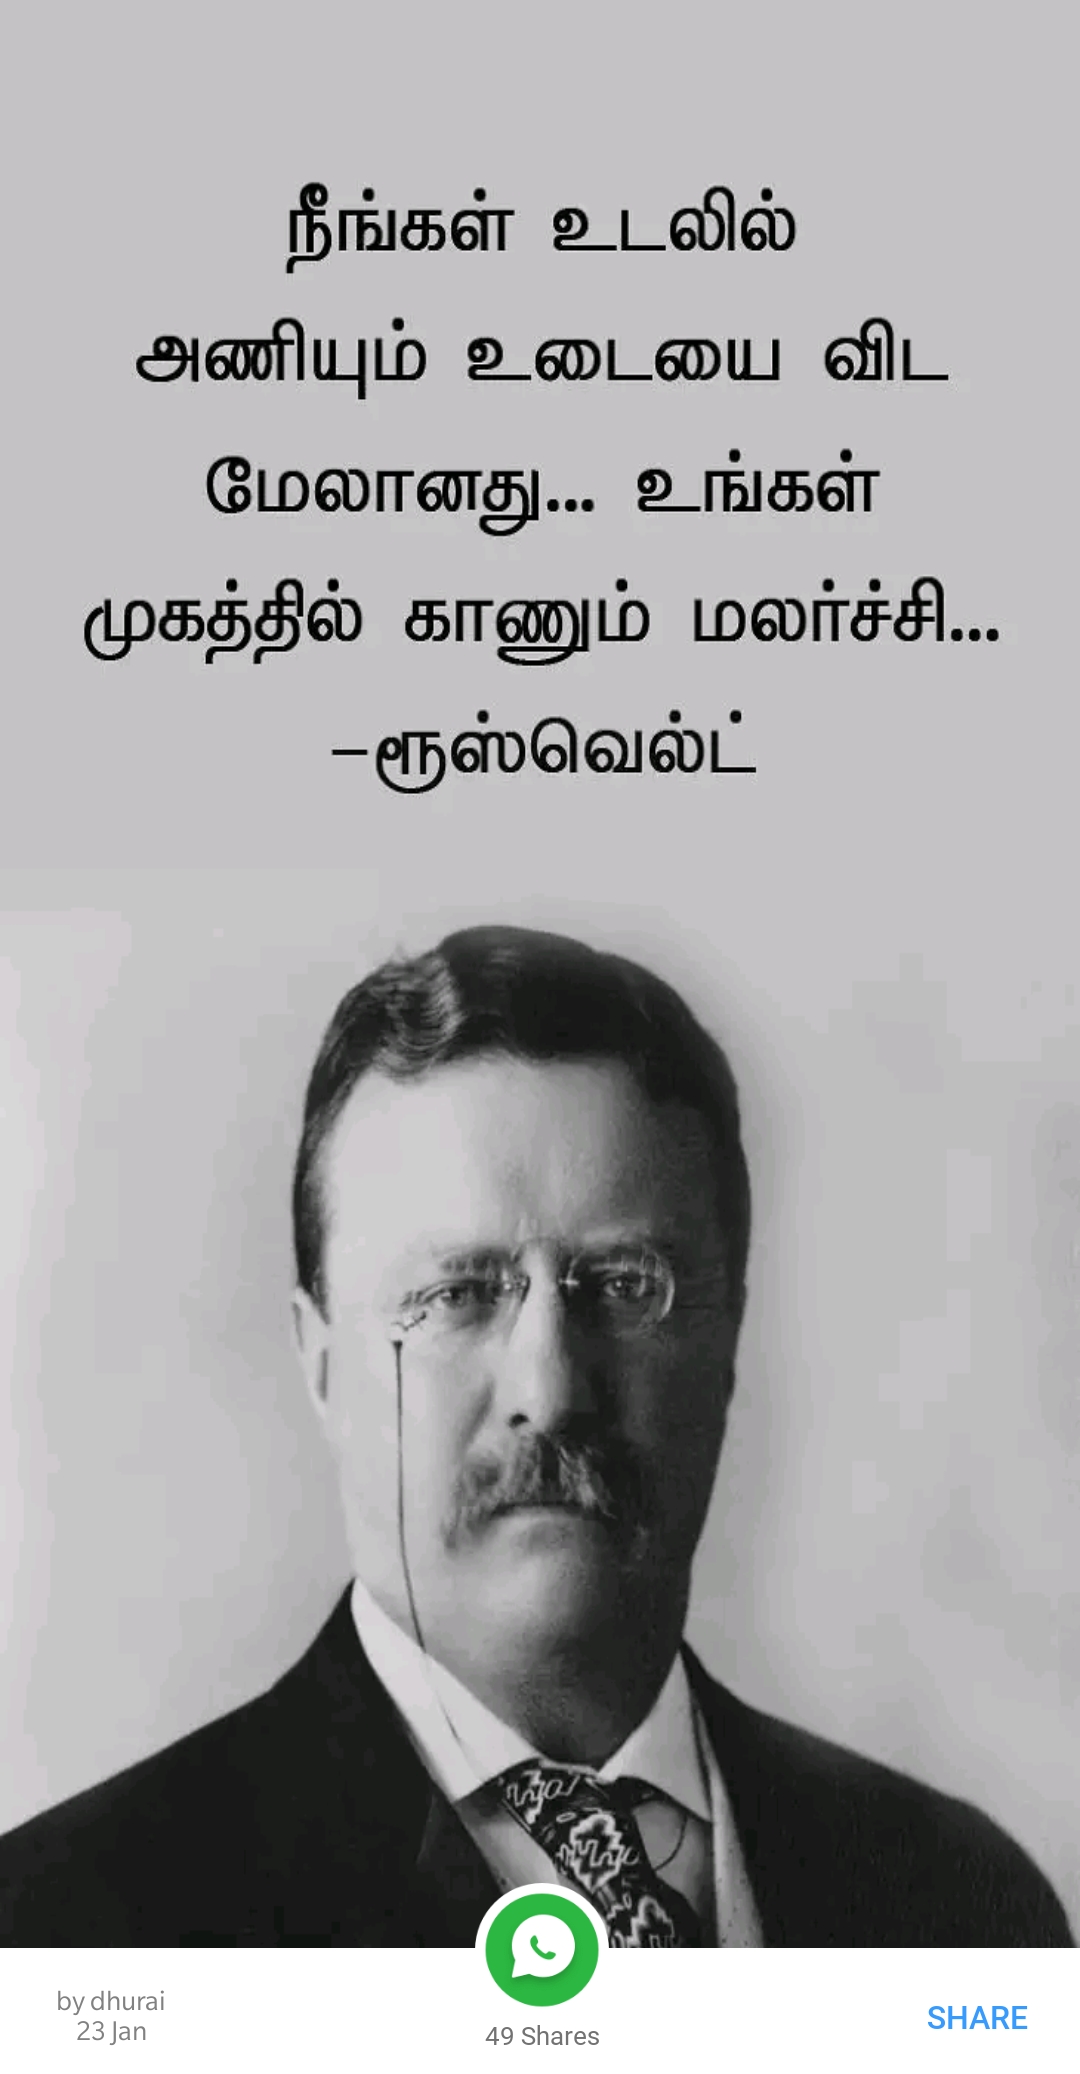 நீங்கள் உடலில்
அணியும் உடையை விட
மேலானது... உங்கள்
முகத்தில் காணும் மலர்ச்சி...
-ரூஸ்வெல்ட்
by dhurai
23 Jan
49 Shares
SHARE